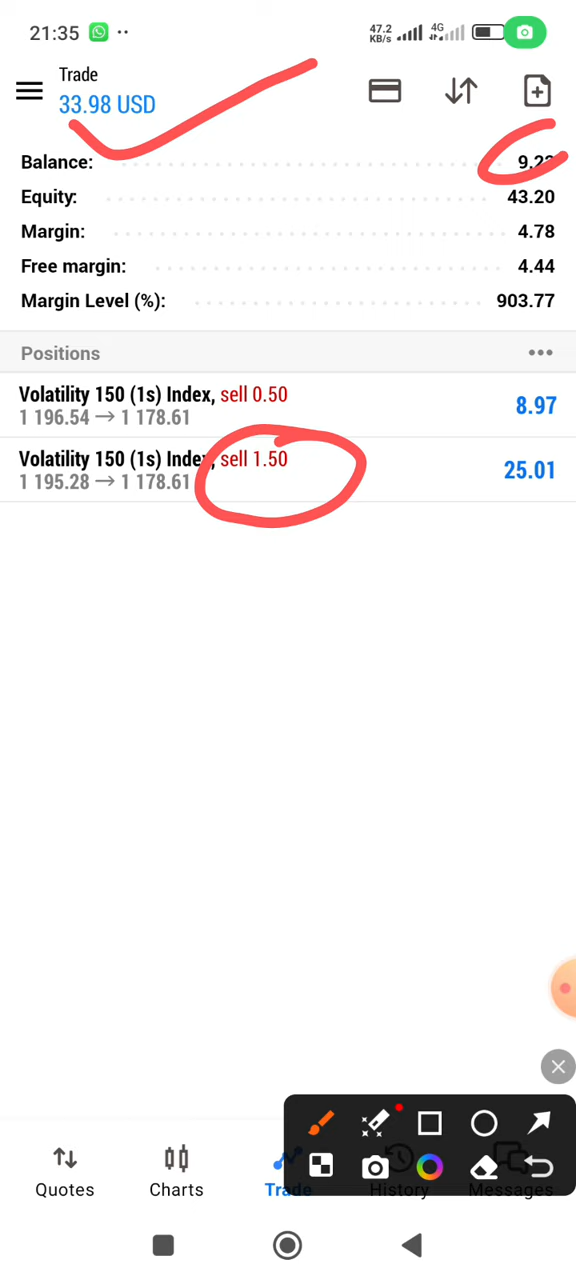 21:35
47.2
KB/s
4G
Trade
33.98 USD
Balance: 9.22
Equity: 43.20
Margin: 4.78
Free margin: 4.44
Margin Level (%): 903.77
Positions
Volatility 150 (1s) Index, sell 0.50
8.97
1 196.54 → 1 178.61
Volatility 150 (1s) Index, sell 1.50
25.01
1 195.28 → 1 178.61
Quotes
Charts
Trade
History
Messages